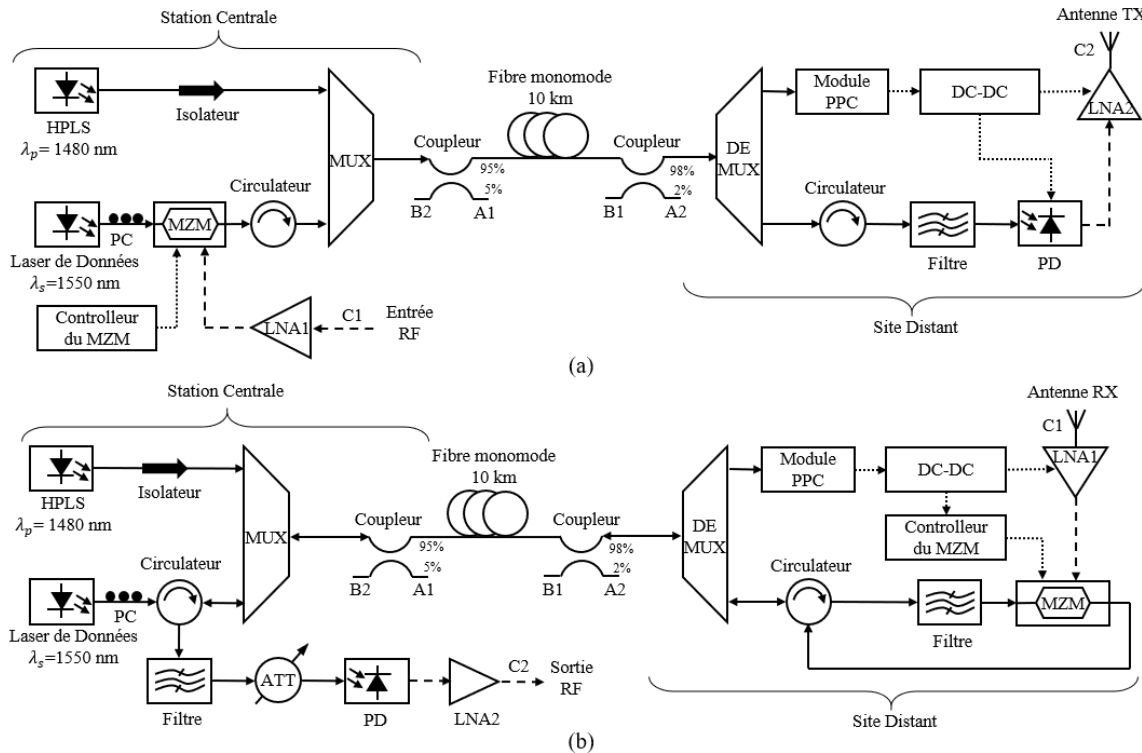 Station Centrale
Antenne TX
C2
HPLS
λp= 1480 nm
Isolateur
MUX
Coupleur
95%
5%
B2
A1
Fibre monomode
10 km
Coupleur
98%
2%
B1
A2
DE
MUX
Module
PPC
DC-DC
LNA2
Circulateur
Circulateur
Filtre
PD
Laser de Données
λs=1550 nm
PC
MZM
Controlleur
du MZM
LNA1
C1
Entrée
RF
Site Distant
(a)
Station Centrale
Antenne RX
C1
HPLS
λp= 1480 nm
Isolateur
MUX
Coupleur
95%
5%
B2
A1
Fibre monomode
10 km
Coupleur
98%
2%
B1
A2
DE
MUX
Module
PPC
DC-DC
LNA1
Controlleur
du MZM
Circulateur
Circulateur
Filtre
MZM
Laser de Données
λs=1550 nm
PC
Filtre
ATT
PD
LNA2
C2
Sortie
RF
Site Distant
(b)